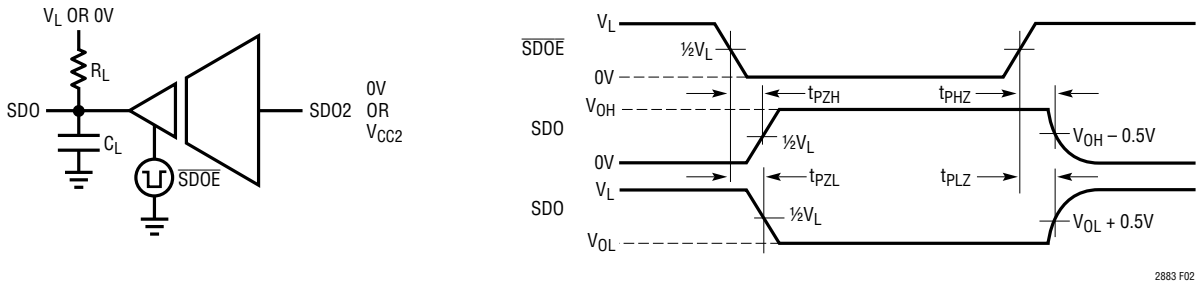 V_L OR 0V
R_L
SDO
C_L
SDOE
SDO2
0V
OR
V_CC2
V_L
SDOE
½V_L
0V
t_PZH
t_PHZ
V_OH
SDO
½V_L
V_OH – 0.5V
0V
t_PZL
t_PLZ
V_L
SDO
½V_L
V_OL + 0.5V
V_OL
2883 F02